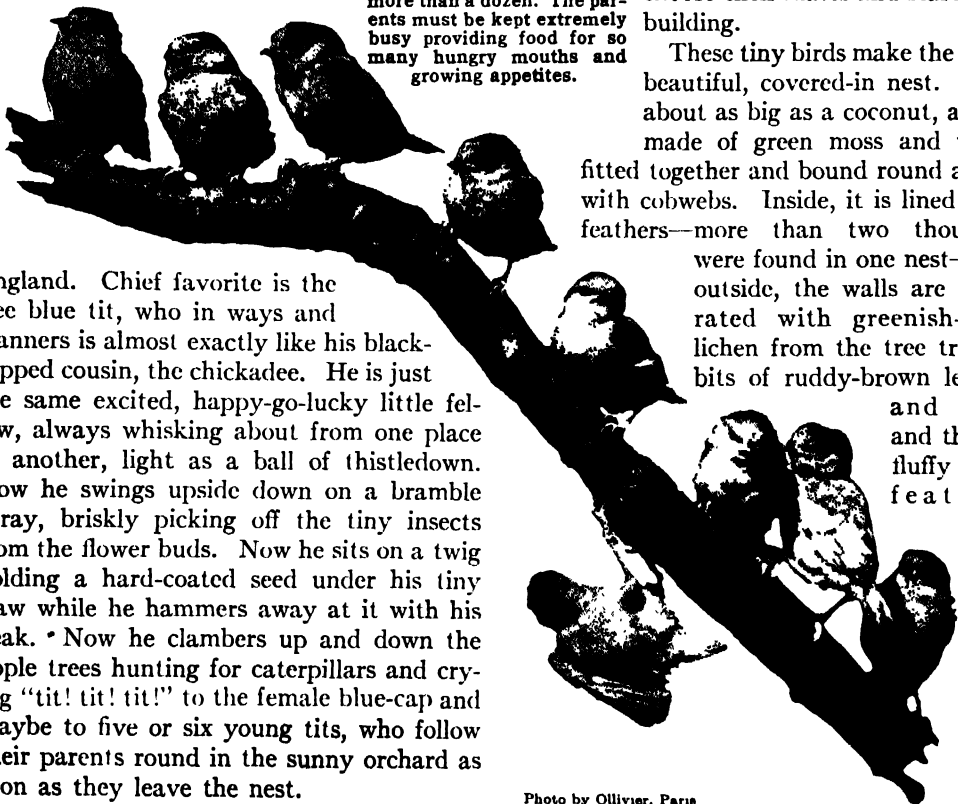 more than a dozen. The par-
ents must be kept extremely
busy providing food for so
many hungry mouths and
growing appetites.
ngland. Chief favorite is the
ee blue tit, who in ways and
anners is almost exactly like his black-
pped cousin, the chickadee. He is just
e same excited, happy-go-lucky little fel-
w, always whisking about from one place
another, light as a ball of thistledown.
ow he swings upside down on a bramble
ray, briskly picking off the tiny insects
om the flower buds. Now he sits on a twig
olding a hard-coated seed under his tiny
aw while he hammers away at it with his
eak. Now he clambers up and down the
pple trees hunting for caterpillars and cry-
g "tit! tit! tit!" to the female blue-cap and
aybe to five or six young tits, who follow
eir parents round in the sunny orchard as
on as they leave the nest.
building.
These tiny birds make the
beautiful, covered-in nest.
about as big as a coconut, a
made of green moss and
fitted together and bound round a
with cobwebs. Inside, it is lined
feathers—more than two thou
were found in one nest—
outside, the walls are
rated with greenish-
lichen from the tree tr
bits of ruddy-brown le
and
and th
fluffy
feat
Photo by Ollivier, Paris